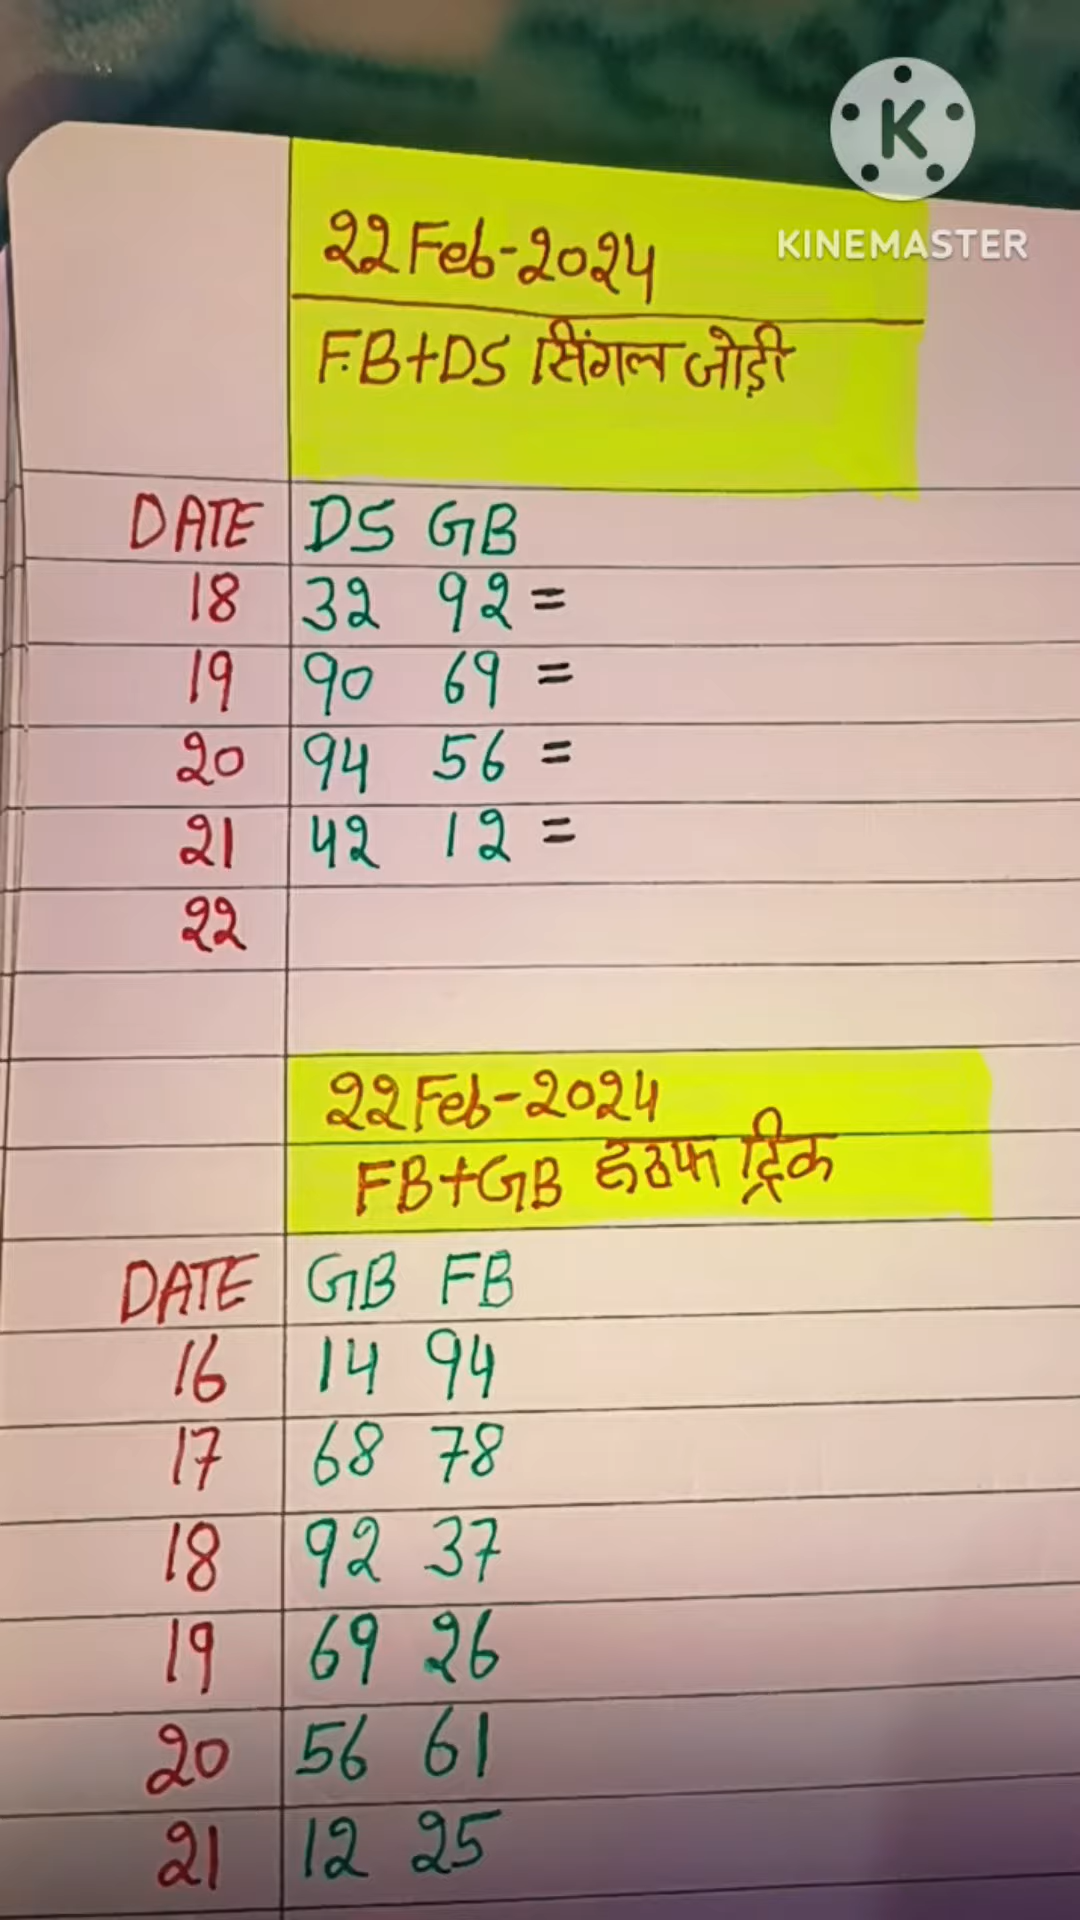 KINEMASTER
22 Feb-2024
F.B+DS सिंगल जोड़ी
DATE DS GB
18 32 92 =
19 90 69 =
20 94 56 =
21 42 12 =
22
22 Feb-2024
FB+GB हरुफ ट्रिक
DATE GB FB
16 14 94
17 68 78
18 92 37
19 69 26
20 56 61
21 12 25